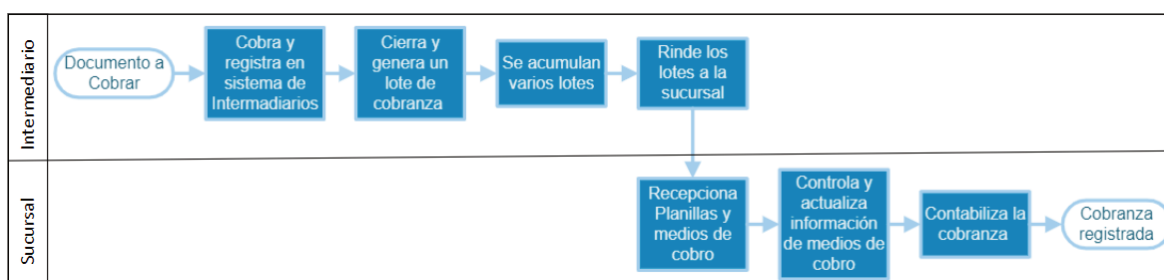 Intermediario
Documento a
Cobrar
Cobra y
registra en
sistema de
Intermadiarios
Cierra y
genera un
lote de
cobranza
Se acumulan
varios lotes
Rinde los
lotes a la
sucursal
Sucursal
Recepciona
Planillas y
medios de
cobro
Controla y
actualiza
información
de medios de
cobro
Contabiliza la
cobranza
Cobranza
registrada